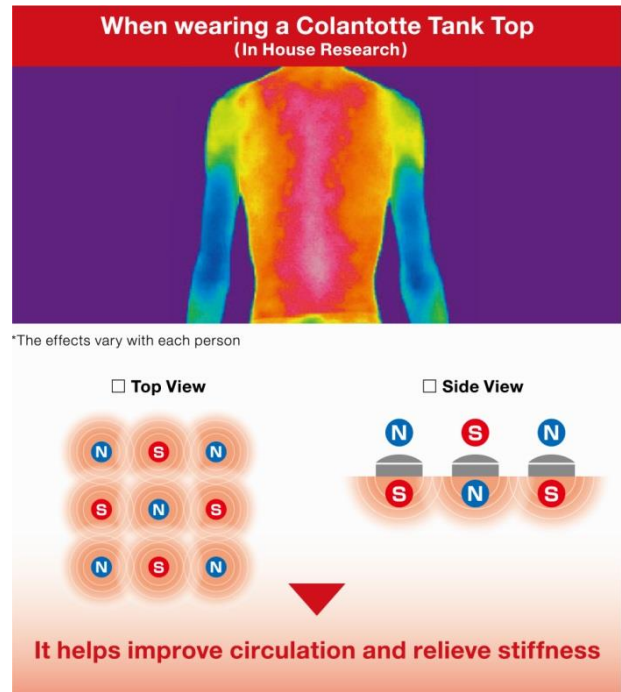 When wearing a Colantotte Tank Top
(In House Research)
*The effects vary with each person
□ Top View
□ Side View
N S N
N S N
S N S
S N S
N S N
It helps improve circulation and relieve stiffness